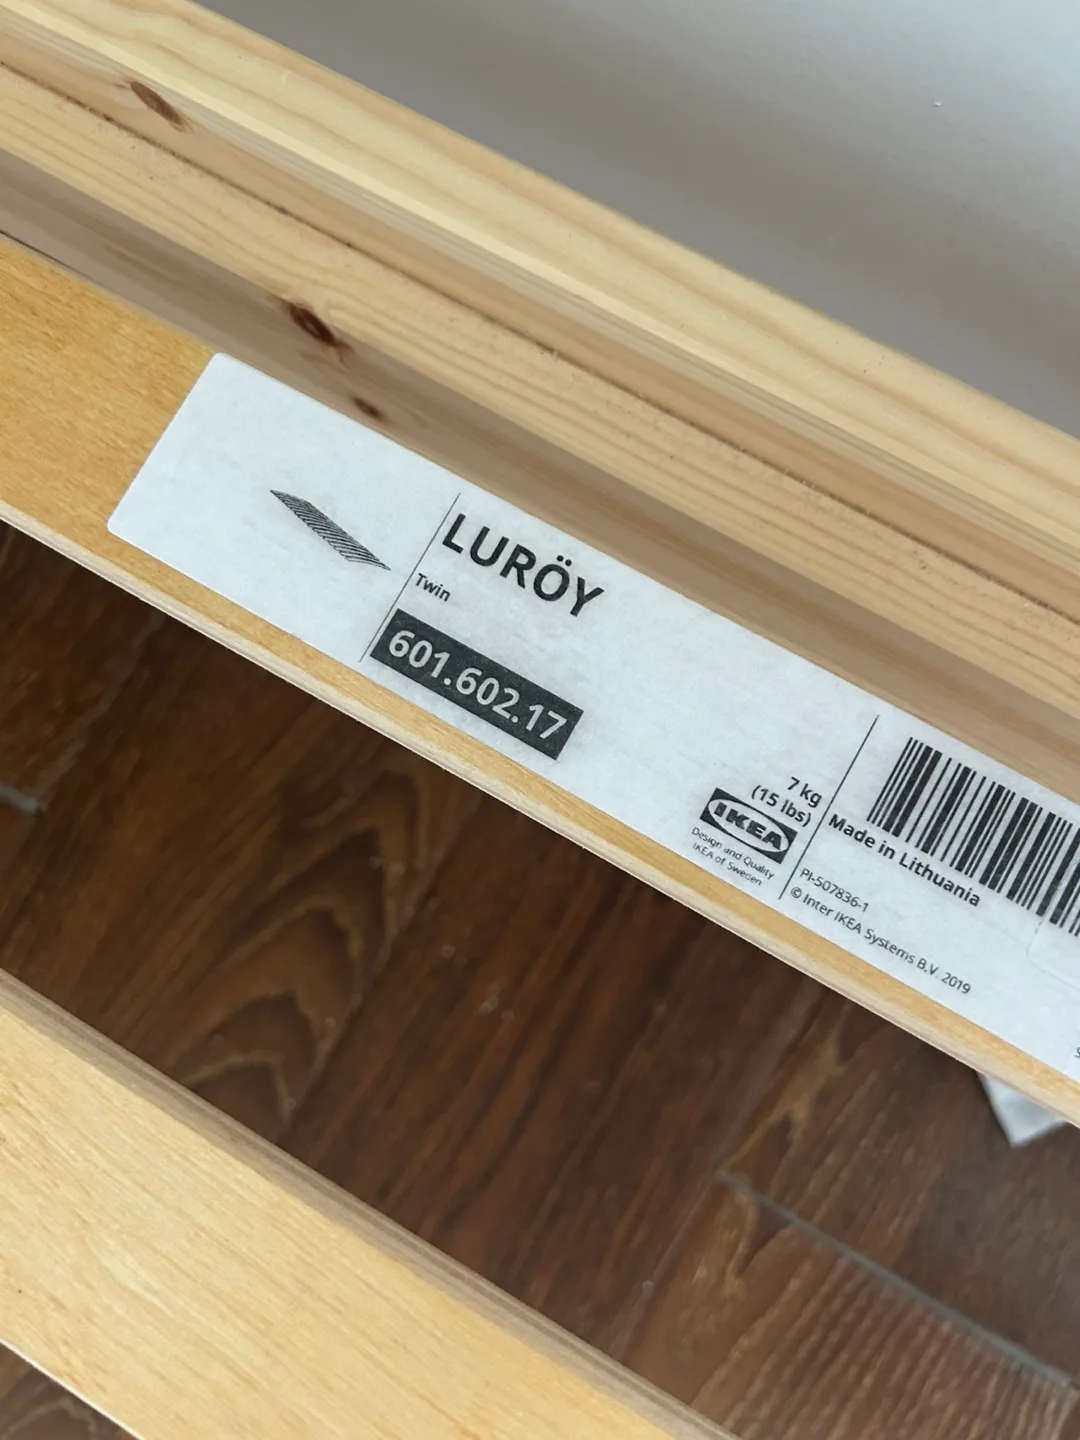 LURÖY
Twin
601.602.17
7 kg
(15 lbs)
IKEA
Design and Quality
IKEA of Sweden
Made in Lithuania
PI-507836-1
© Inter IKEA Systems B.V. 2019